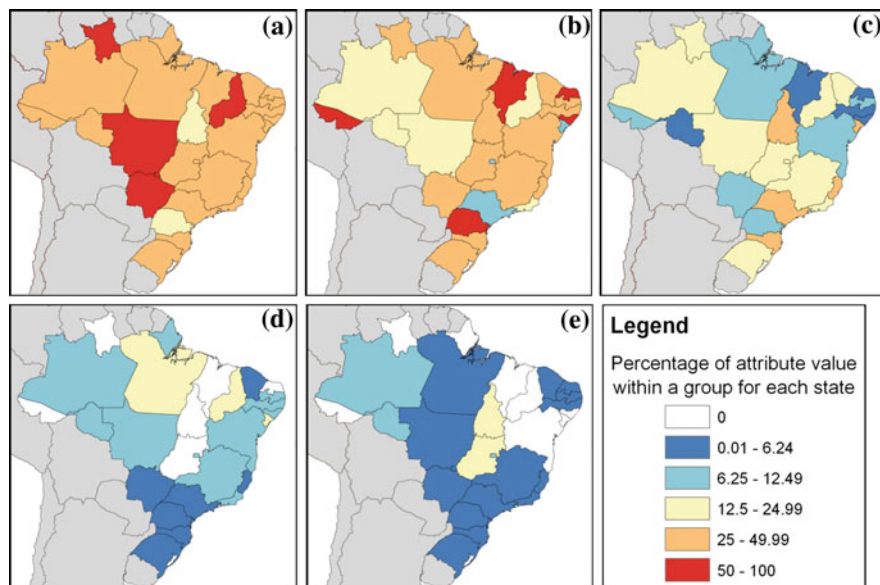 (a)
(b)
(c)
(d)
(e)
Legend
Percentage of attribute value
within a group for each state
0
0.01 - 6.24
6.25 - 12.49
12.5 - 24.99
25 - 49.99
50 - 100